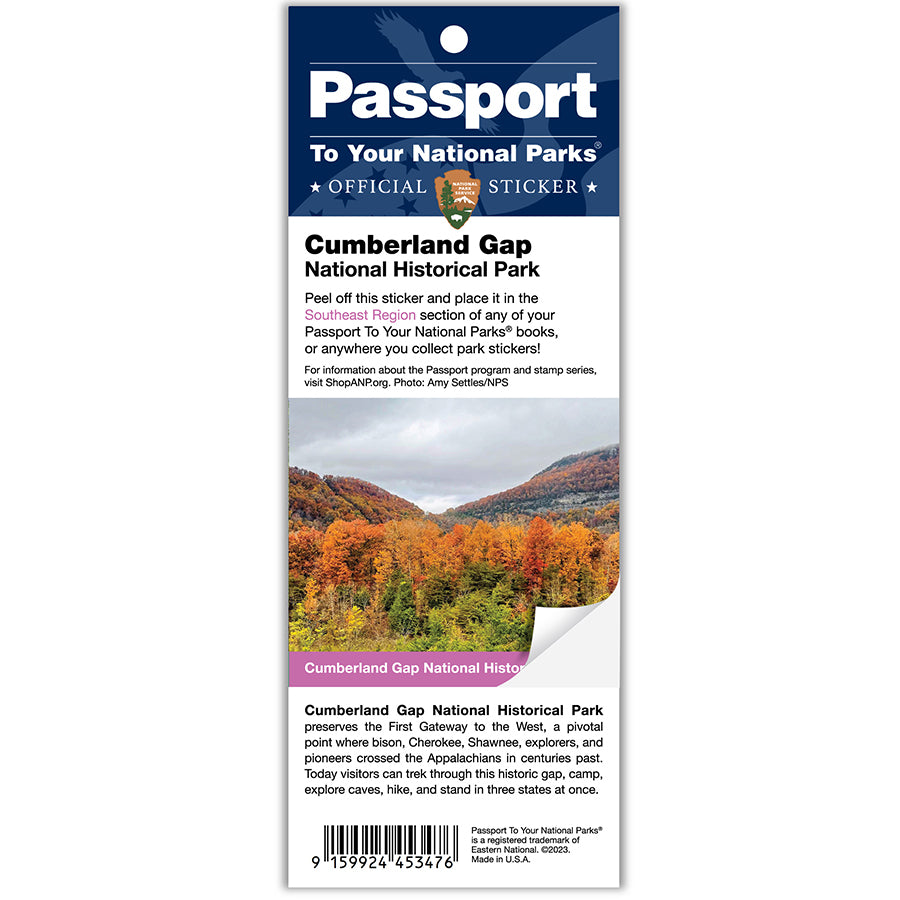 Passport
To Your National Parks®
★ OFFICIAL STICKER ★
NATIONAL
PARK
SERVICE
Cumberland Gap
National Historical Park
Peel off this sticker and place it in the
Southeast Region section of any of your
Passport To Your National Parks® books,
or anywhere you collect park stickers!
For information about the Passport program and stamp series,
visit ShopANP.org. Photo: Amy Settles/NPS
Cumberland Gap National Histor
Cumberland Gap National Historical Park
preserves the First Gateway to the West, a pivotal
point where bison, Cherokee, Shawnee, explorers, and
pioneers crossed the Appalachians in centuries past.
Today visitors can trek through this historic gap, camp,
explore caves, hike, and stand in three states at once.
9 159924 453476
Passport To Your National Parks®
is a registered trademark of
Eastern National. ©2023.
Made in U.S.A.